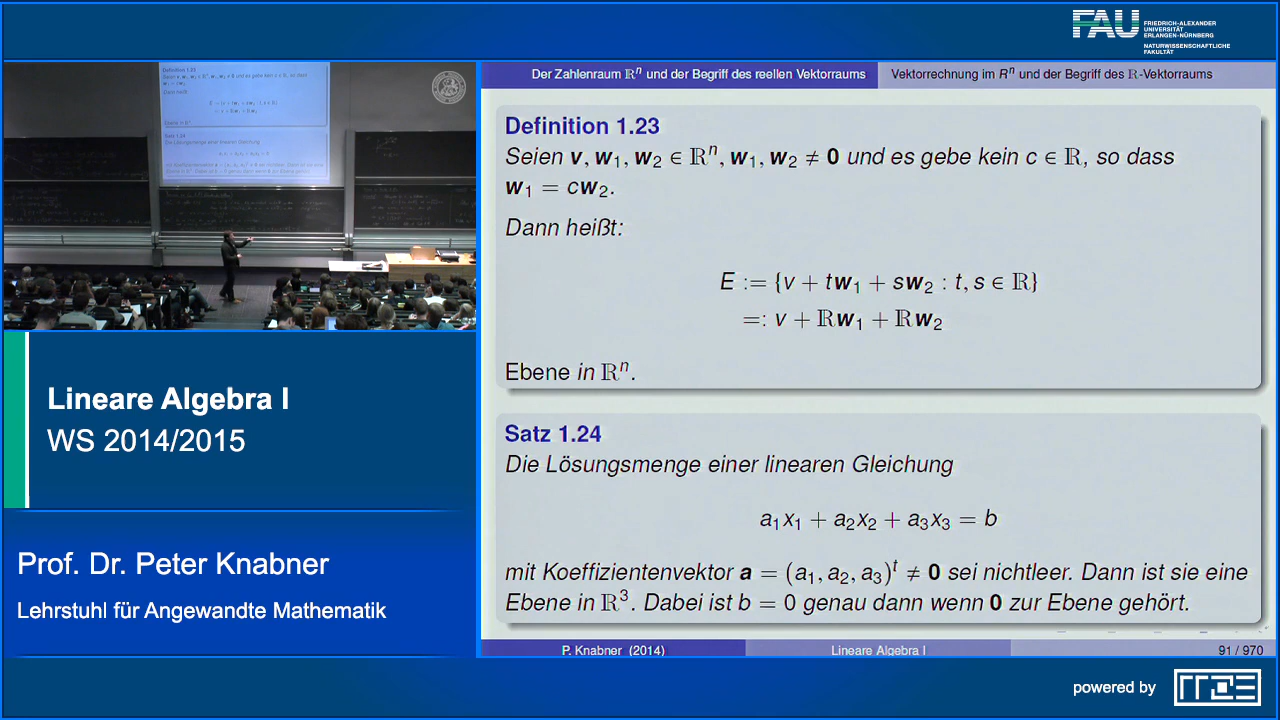 FAU
FRIEDRICH-ALEXANDER
UNIVERSITÄT
ERLANGEN-NÜRNBERG
NATURWISSENSCHAFTLICHE
FAKULTÄT
Der Zahlenraum ℝⁿ und der Begriff des reellen Vektorraums
Vektorrechnung im Rⁿ und der Begriff des ℝ-Vektorraums
Definition 1.23
Seien v, w₁, w₂ ∈ ℝⁿ, w₁, w₂ ≠ 0 und es gebe kein c ∈ ℝ, so dass
w₁ = cw₂.
Dann heißt:
E := {v + tw₁ + sw₂ : t, s ∈ ℝ}
=: v + ℝw₁ + ℝw₂
Ebene in ℝⁿ.
Satz 1.24
Die Lösungsmenge einer linearen Gleichung
a₁x₁ + a₂x₂ + a₃x₃ = b
mit Koeffizientenvektor a = (a₁, a₂, a₃)ᵗ ≠ 0 sei nichtleer. Dann ist sie eine
Ebene in ℝ³. Dabei ist b = 0 genau dann wenn 0 zur Ebene gehört.
P. Knabner (2014)
Lineare Algebra I
91 / 970
Lineare Algebra I
WS 2014/2015
Prof. Dr. Peter Knabner
Lehrstuhl für Angewandte Mathematik
powered by